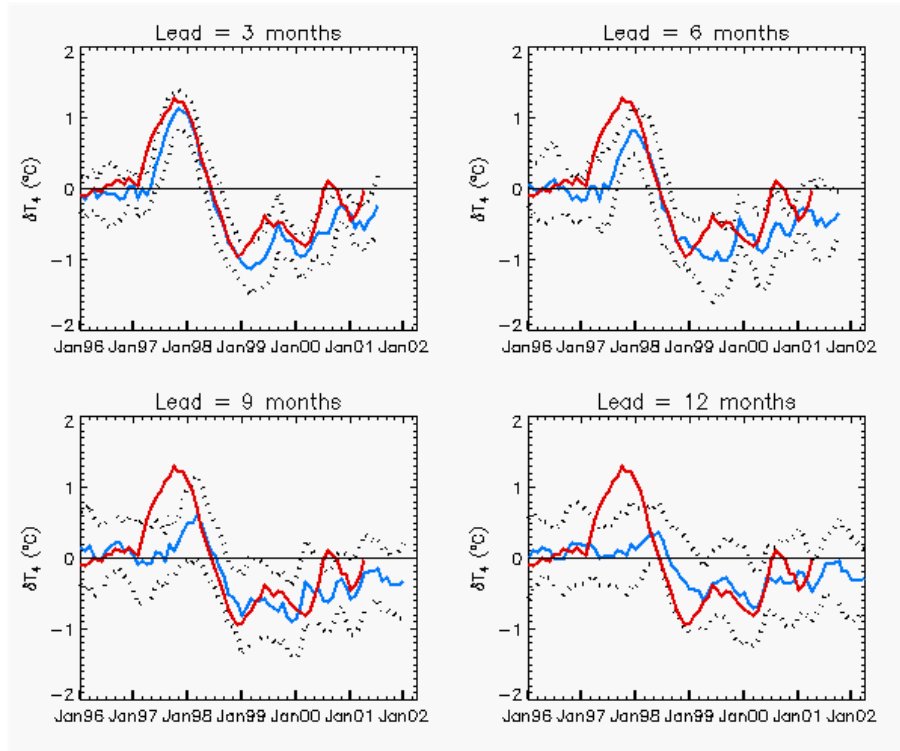 Lead = 3 months
2
1
0
−1
−2
δT₄ (°C)
Jan96 Jan97 Jan98 Jan99 Jan00 Jan01 Jan02
Lead = 6 months
2
1
0
−1
−2
δT₄ (°C)
Jan96 Jan97 Jan98 Jan99 Jan00 Jan01 Jan02
Lead = 9 months
2
1
0
−1
−2
δT₄ (°C)
Jan96 Jan97 Jan98 Jan99 Jan00 Jan01 Jan02
Lead = 12 months
2
1
0
−1
−2
δT₄ (°C)
Jan96 Jan97 Jan98 Jan99 Jan00 Jan01 Jan02